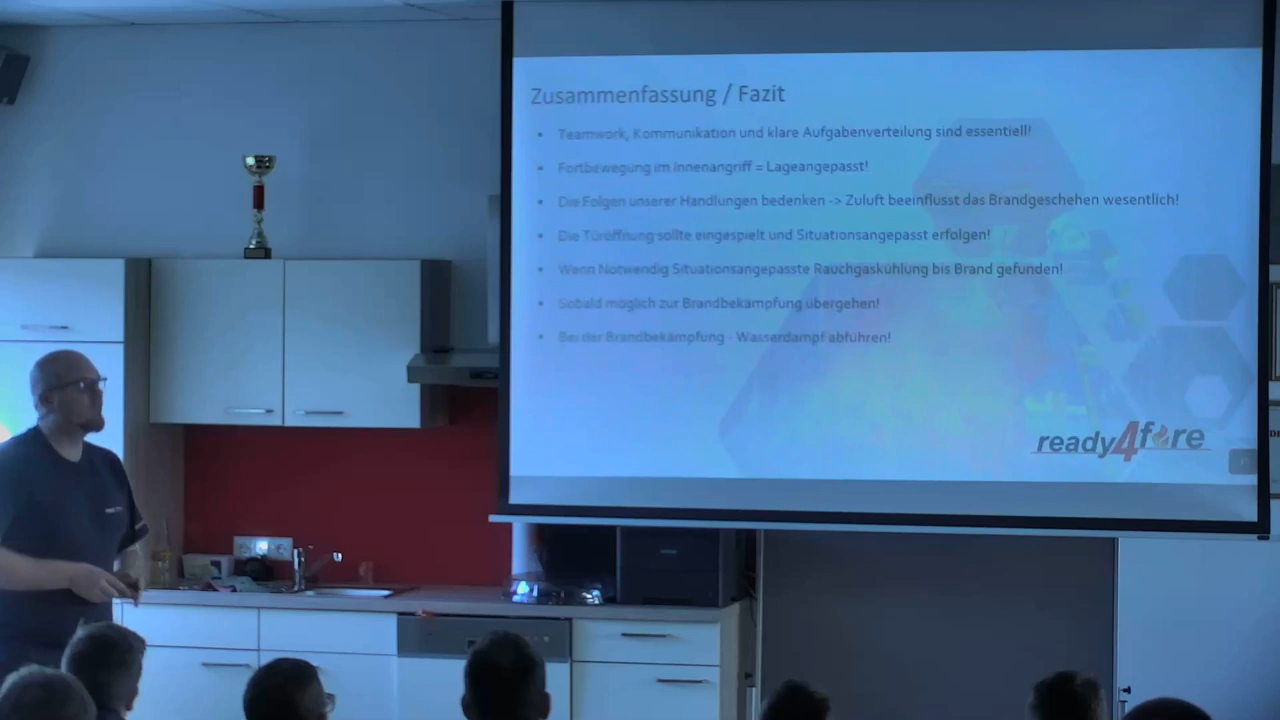 Zusammenfassung / Fazit
• Teamwork, Kommunikation und klare Aufgabenverteilung sind essentiell!
• Fortbewegung im Innenangriff = Lageangepasst!
• Die Folgen unserer Handlungen bedenken -> Zuluft beeinflusst das Brandgeschehen wesentlich!
• Die Türöffnung sollte eingespielt und Situationsangepasst erfolgen!
• Wenn Notwendig Situationsangepasste Rauchgaskühlung bis Brand gefunden!
• Sobald möglich zur Brandbekämpfung übergehen!
• Bei der Brandbekämpfung - Wasserdampf abführen!
ready4fire